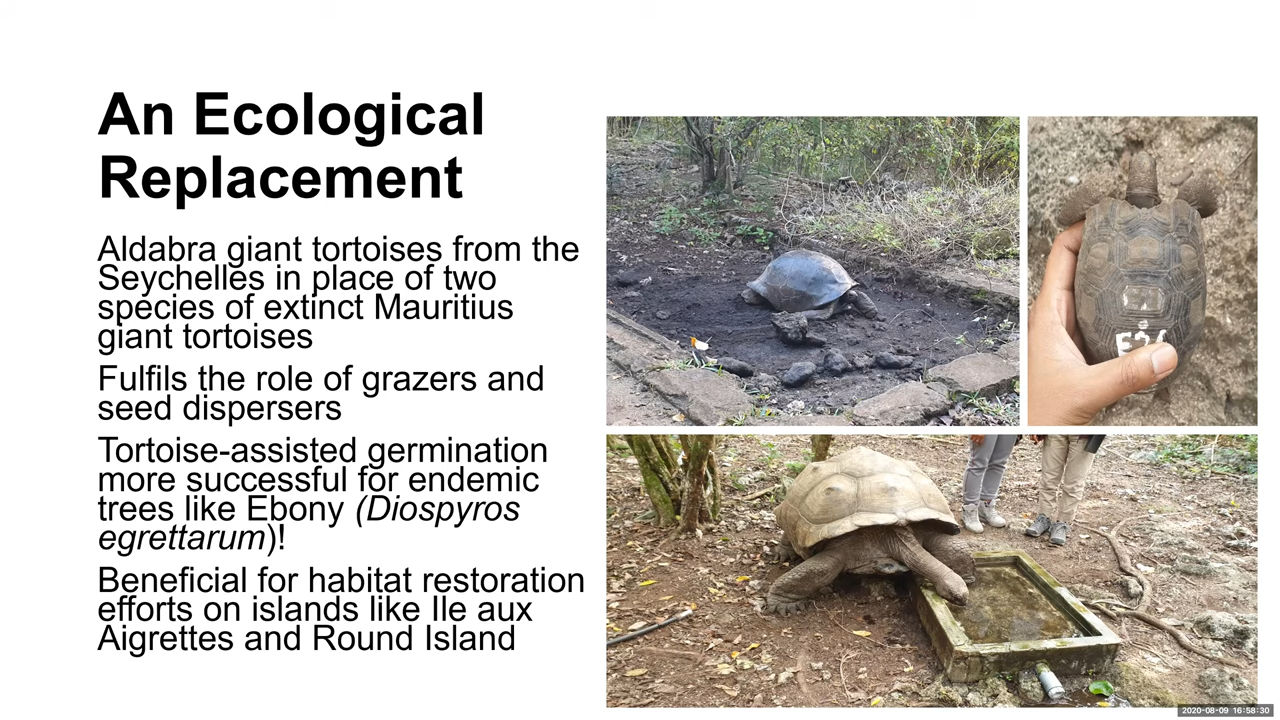 An Ecological
Replacement
Aldabra giant tortoises from the
Seychelles in place of two
species of extinct Mauritius
giant tortoises
Fulfils the role of grazers and
seed dispersers
Tortoise-assisted germination
more successful for endemic
trees like Ebony (Diospyros
egrettarum)!
Beneficial for habitat restoration
efforts on islands like Ile aux
Aigrettes and Round Island
2020-08-09 16:58:30